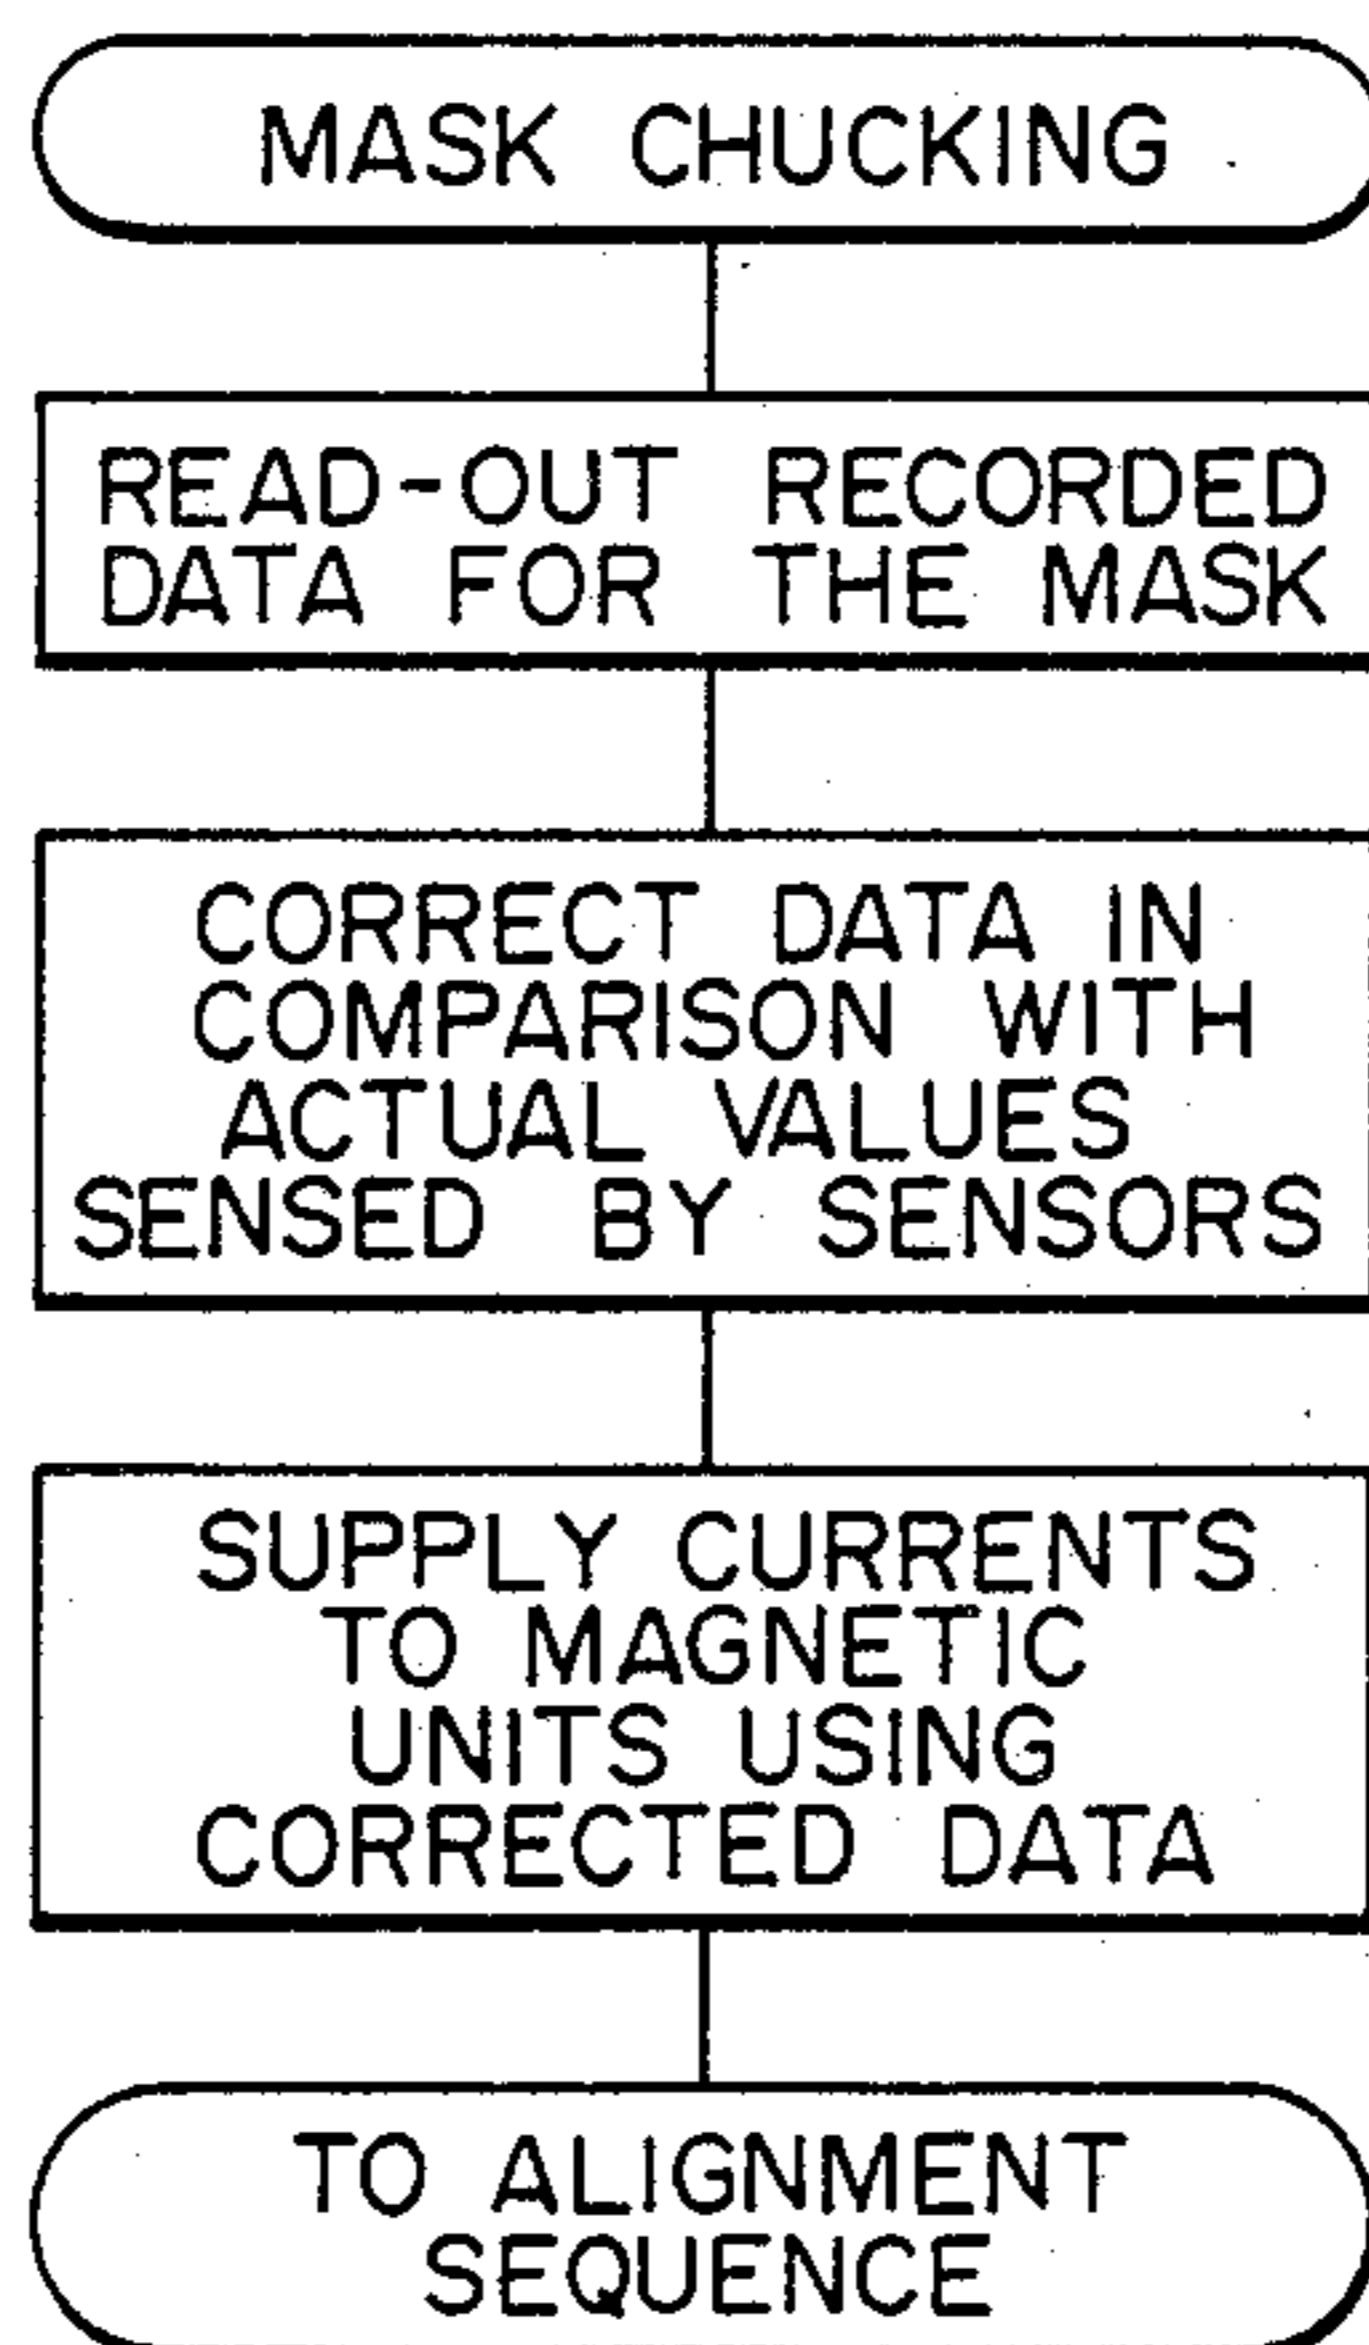 MASK CHUCKING
READ-OUT RECORDED
DATA FOR THE MASK
CORRECT DATA IN
COMPARISON WITH
ACTUAL VALUES
SENSED BY SENSORS
SUPPLY CURRENTS
TO MAGNETIC
UNITS USING
CORRECTED DATA
TO ALIGNMENT
SEQUENCE